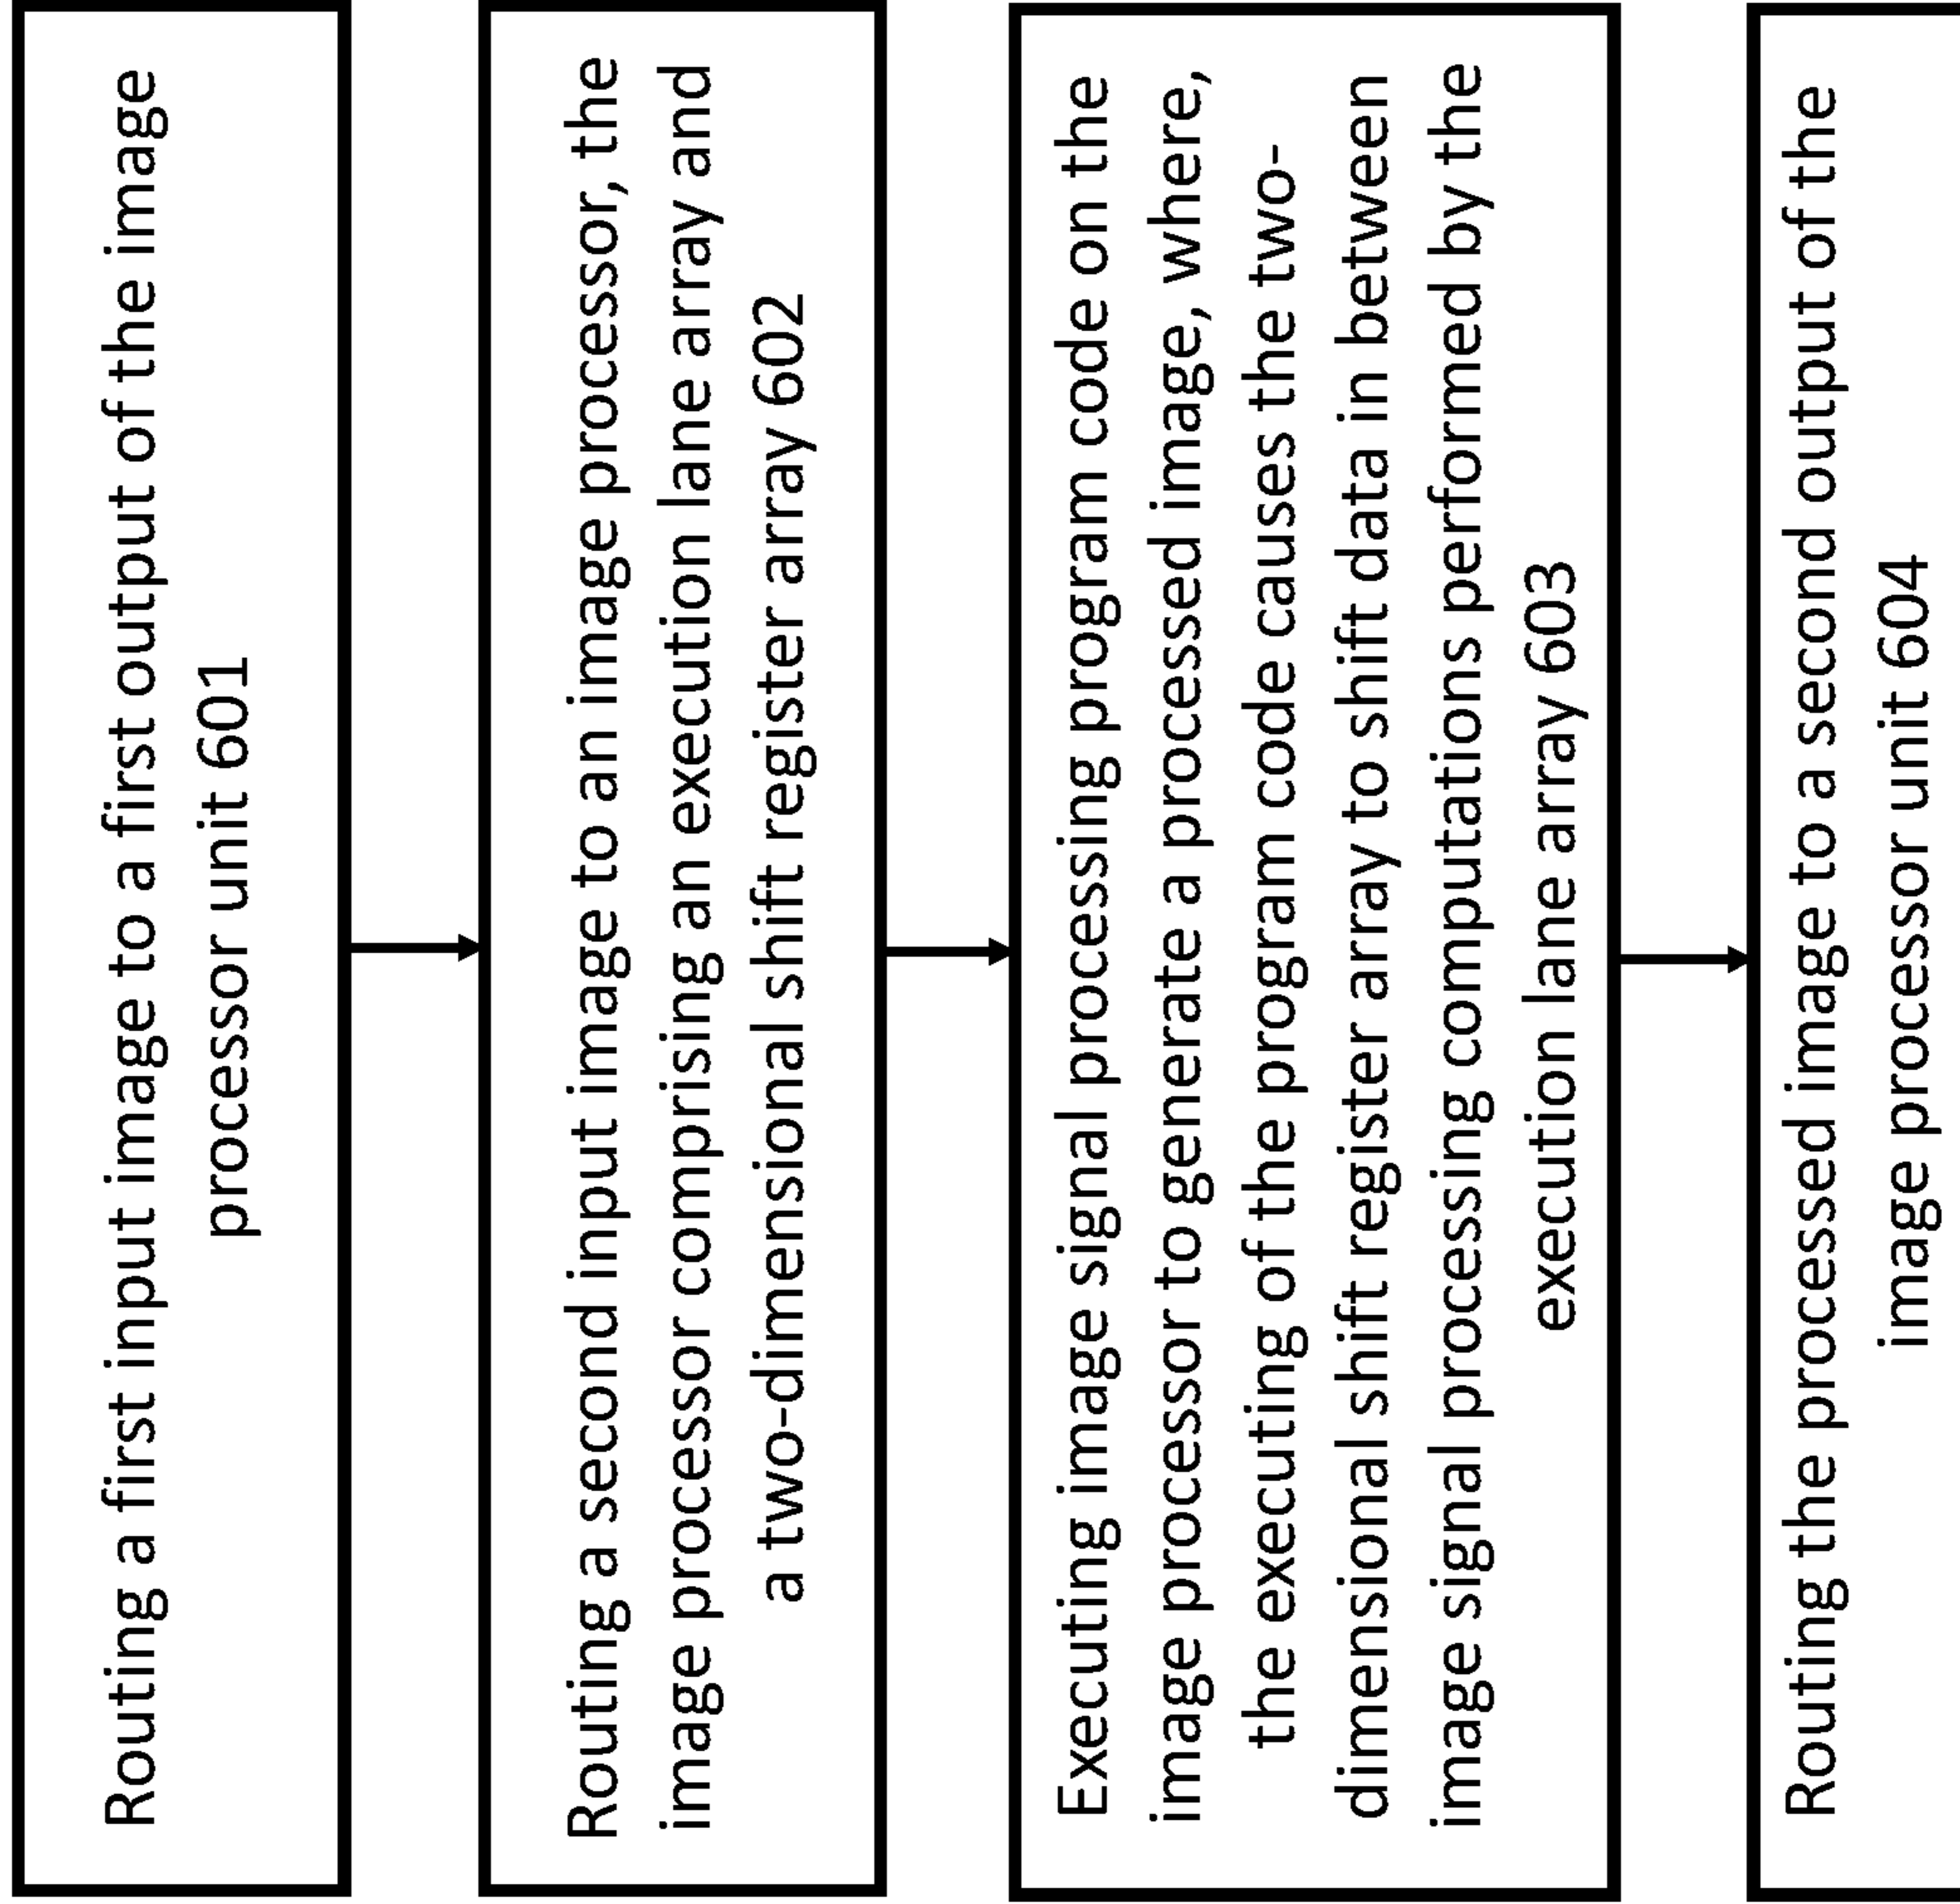 Routing a first input image to a first output of the image
processor unit 601
Routing a second input image to an image processor, the
image processor comprising an execution lane array and
a two-dimensional shift register array 602
Executing image signal processing program code on the
image processor to generate a processed image, where,
the executing of the program code causes the two-
dimensional shift register array to shift data in between
image signal processing computations performed by the
execution lane array 603
Routing the processed image to a second output of the
image processor unit 604